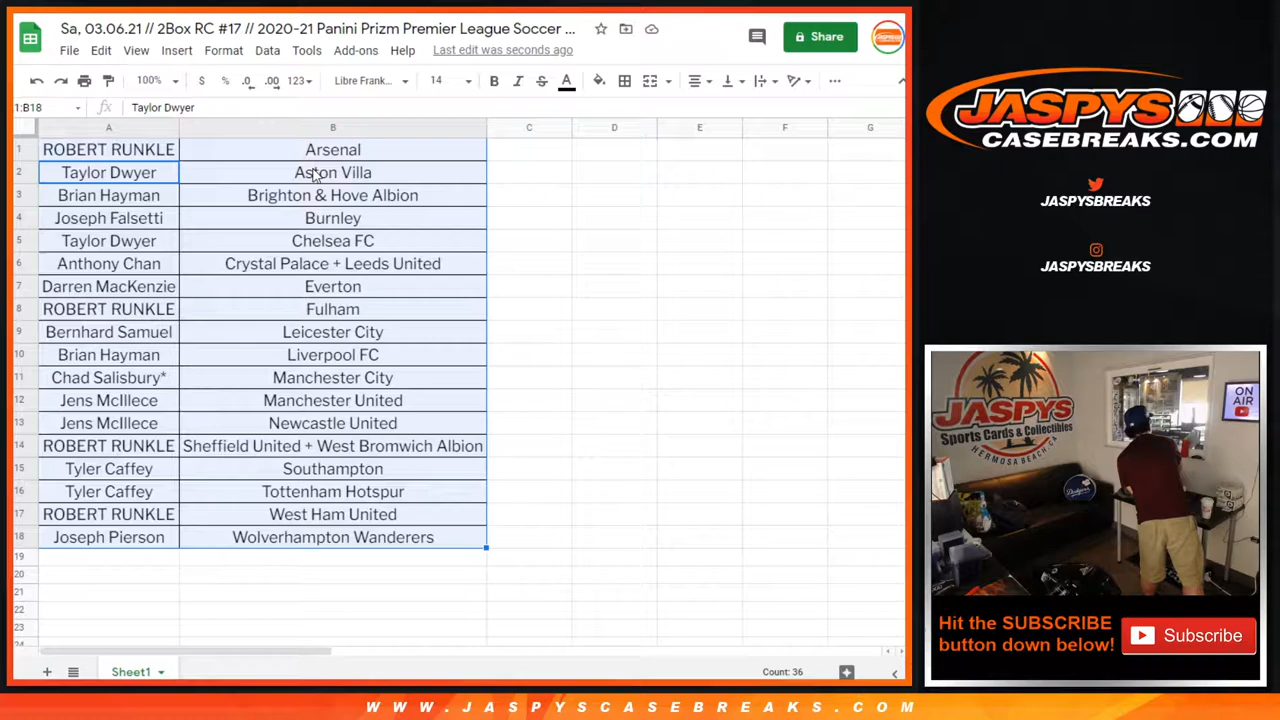 Sa, 03.06.21 // 2Box RC #17 // 2020-21 Panini Prizm Premier League Soccer ...
File Edit View Insert Format Data Tools Add-ons Help Last edit was seconds ago
Share
100% $ % .0 .00 123 Libre Frank... 14 B I S A
1:B18 fx Taylor Dwyer
A B C D E F G
1 ROBERT RUNKLE Arsenal
2 Taylor Dwyer Aston Villa
3 Brian Hayman Brighton & Hove Albion
4 Joseph Falsetti Burnley
5 Taylor Dwyer Chelsea FC
6 Anthony Chan Crystal Palace + Leeds United
7 Darren MacKenzie Everton
8 ROBERT RUNKLE Fulham
9 Bernhard Samuel Leicester City
10 Brian Hayman Liverpool FC
11 Chad Salisbury* Manchester City
12 Jens McIllece Manchester United
13 Jens McIllece Newcastle United
14 ROBERT RUNKLE Sheffield United + West Bromwich Albion
15 Tyler Caffey Southampton
16 Tyler Caffey Tottenham Hotspur
17 ROBERT RUNKLE West Ham United
18 Joseph Pierson Wolverhampton Wanderers
19
20
21
22
23
24
Sheet1 Count: 36
JASPYS
CASEBREAKS.COM
JASPYSBREAKS
JASPYSBREAKS
JASPYS
Sports Cards & Collectibles
HERMOSA BEACH, CA
ON
AIR
Dodgers
Hit the SUBSCRIBE
button down below!
Subscribe
WWW.JASPYSCASEBREAKS.COM